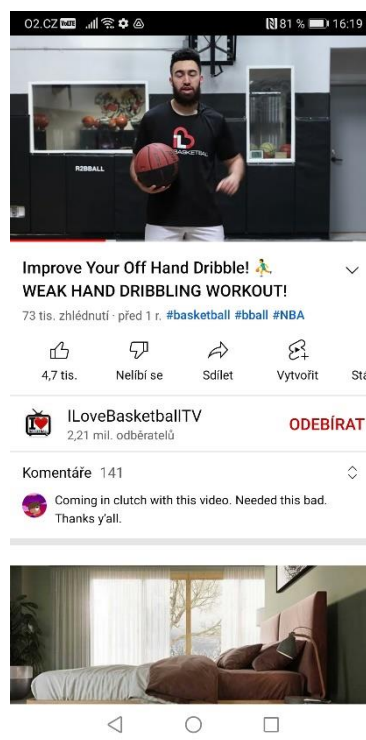 O2.CZ VoLTE 81 % 16:19
R2BBALL
BASKETBALL
Improve Your Off Hand Dribble! ⛹️‍♂️
WEAK HAND DRIBBLING WORKOUT!
73 tis. zhlédnutí · před 1 r. #basketball #bball #NBA
4,7 tis. Nelíbí se Sdílet Vytvořit Stá
ILoveBasketballTV
2,21 mil. odběratelů
ODEBÍRAT
Komentáře 141
Coming in clutch with this video. Needed this bad.
Thanks y'all.